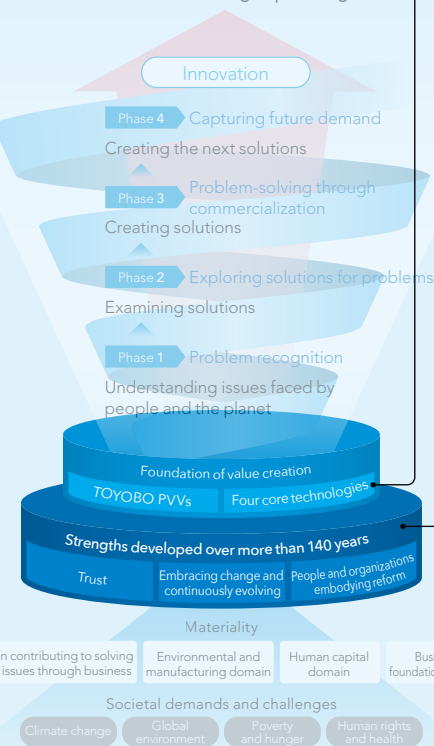 Innovation
Phase 4 Capturing future demand
Creating the next solutions
Phase 3 Problem-solving through
commercialization
Creating solutions
Phase 2 Exploring solutions for problems
Examining solutions
Phase 1 Problem recognition
Understanding issues faced by
people and the planet
Foundation of value creation
TOYOBO PVVs
Four core technologies
Strengths developed over more than 140 years
Trust
Embracing change and
continuously evolving
People and organizations
embodying reform
Materiality
contributing to solving
issues through business
Environmental and
manufacturing domain
Human capital
domain
Societal demands and challenges
Climate change
Global
environment
Poverty
and hunger
Human rights
and health